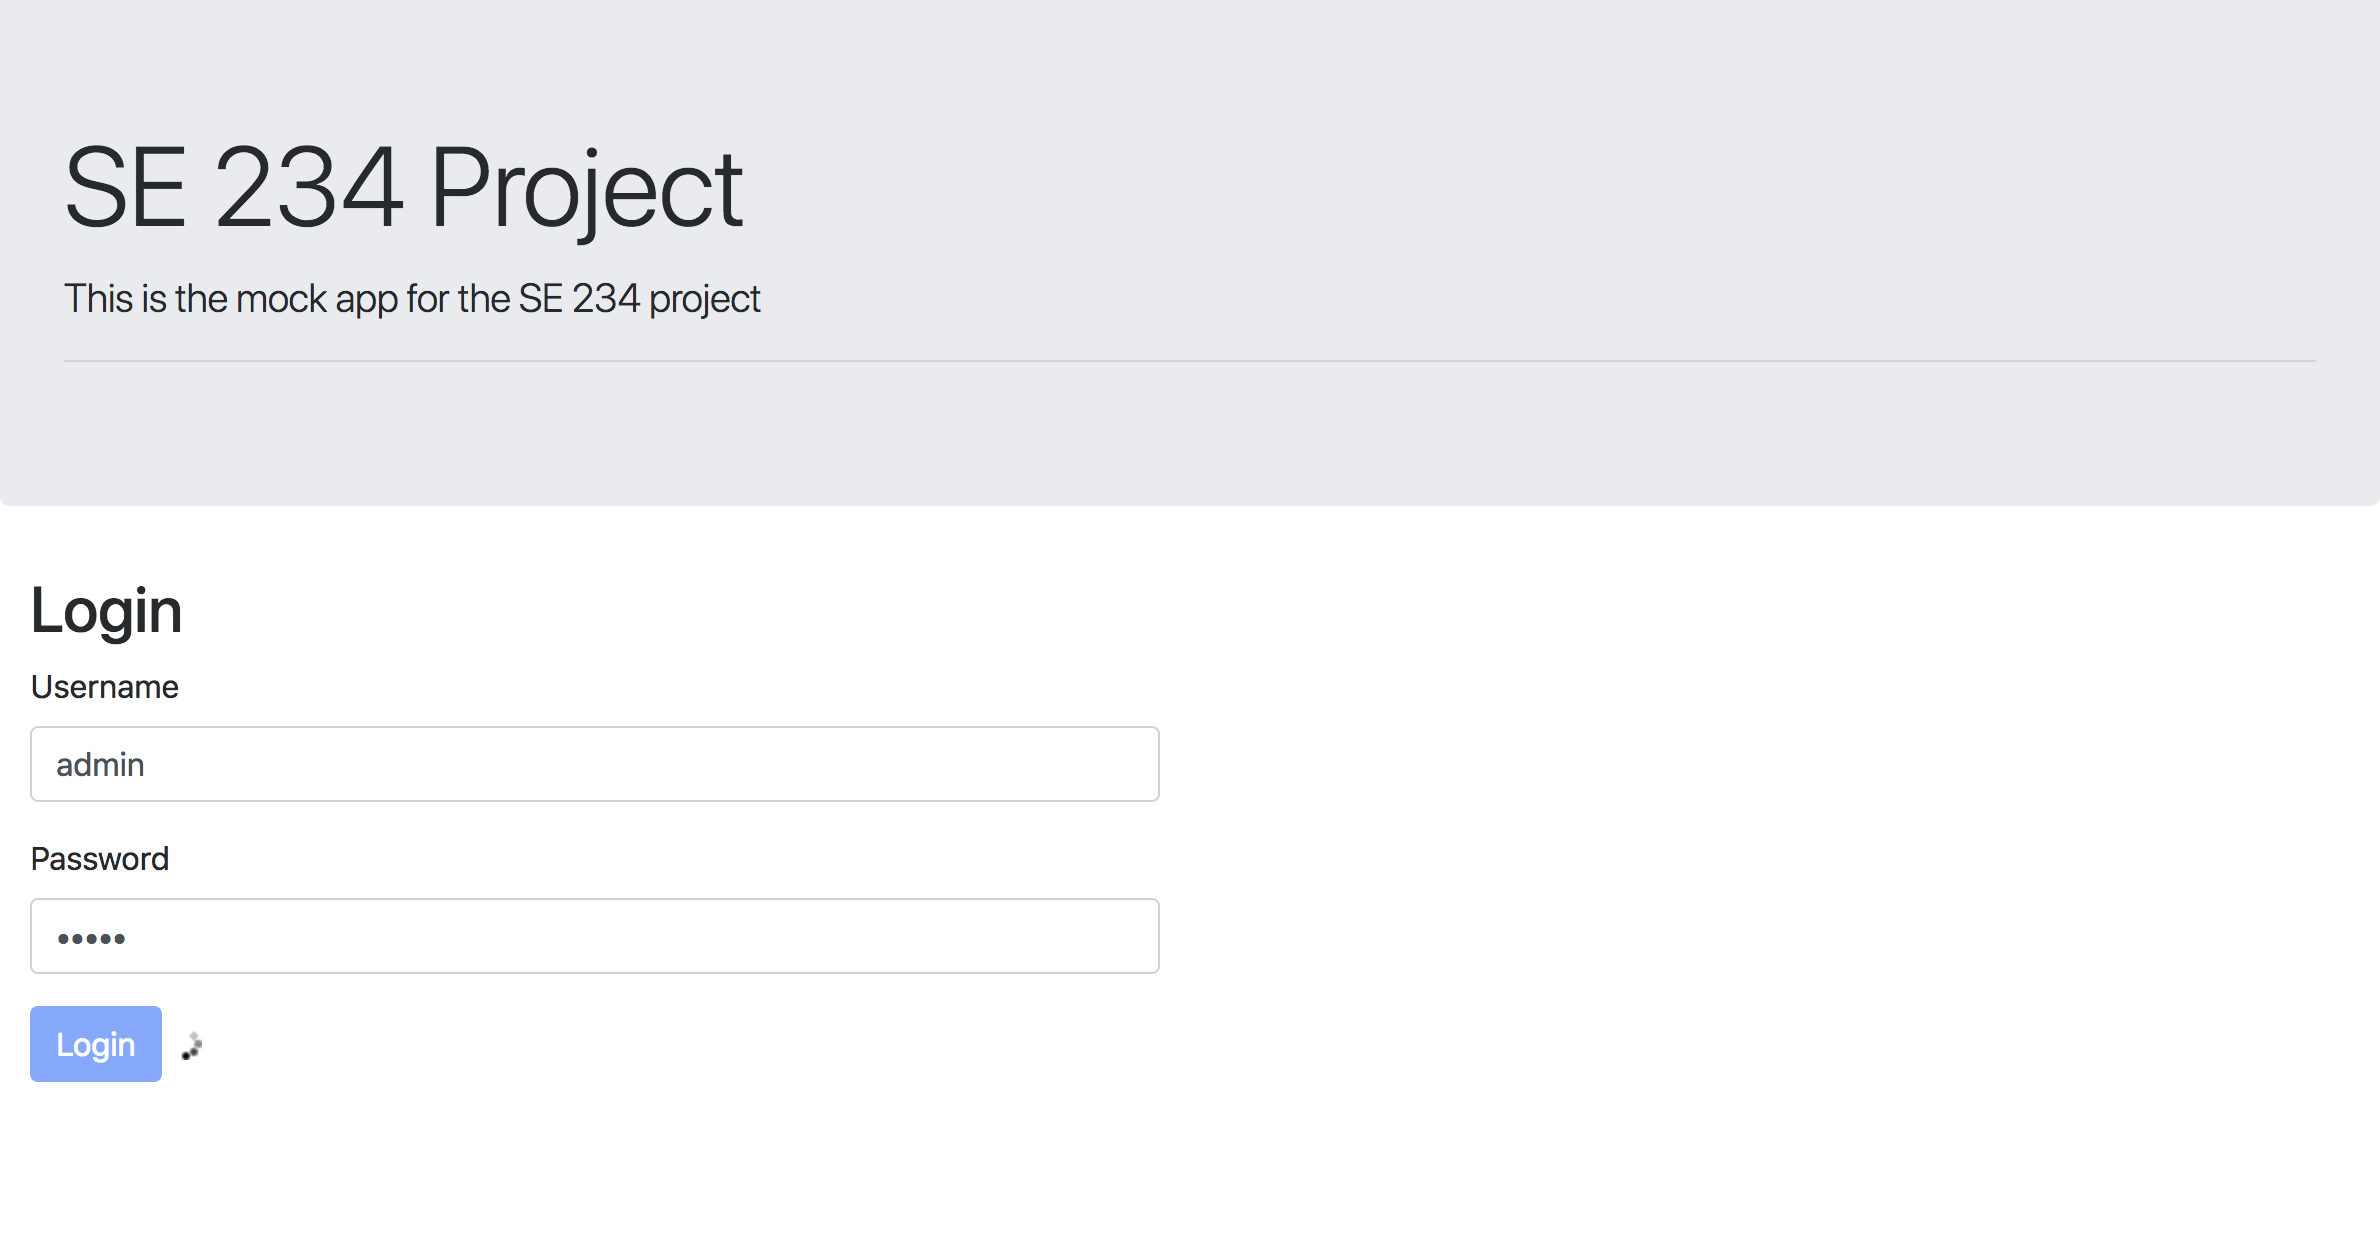 SE 234 Project
This is the mock app for the SE 234 project
Login
Username
admin
Password
•••••
Login